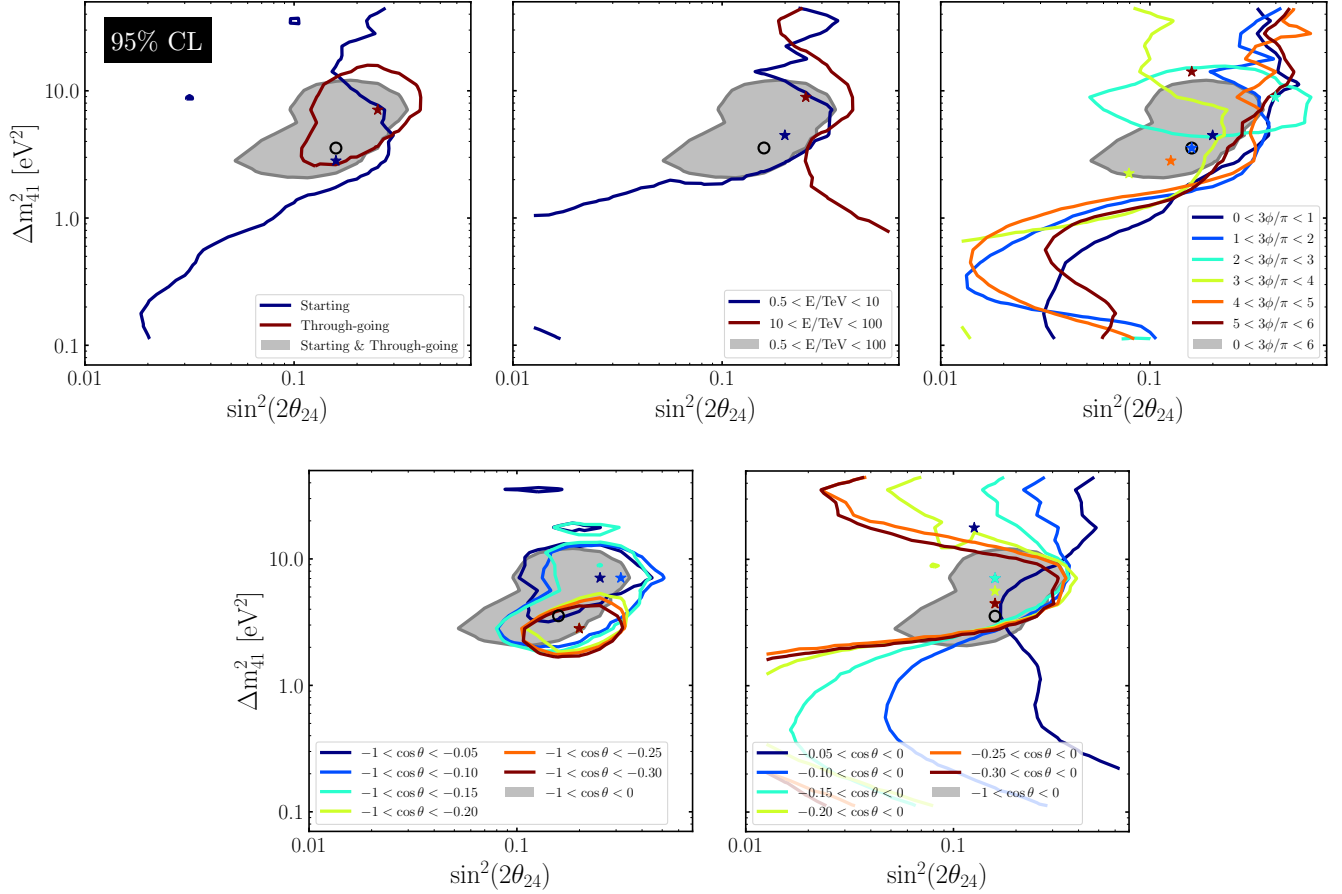 95% CL
Δm²₄₁ [eV²]
10.0
1.0
0.1
0.01
0.1
sin²(2θ₂₄)
Starting
Through-going
Starting & Through-going
0.01
0.1
sin²(2θ₂₄)
0.5 < E/TeV < 10
10 < E/TeV < 100
0.5 < E/TeV < 100
0.01
0.1
sin²(2θ₂₄)
0 < 3ϕ/π < 1
1 < 3ϕ/π < 2
2 < 3ϕ/π < 3
3 < 3ϕ/π < 4
4 < 3ϕ/π < 5
5 < 3ϕ/π < 6
0 < 3ϕ/π < 6
Δm²₄₁ [eV²]
10.0
1.0
0.1
0.01
0.1
sin²(2θ₂₄)
−1 < cos θ < −0.05
−1 < cos θ < −0.10
−1 < cos θ < −0.15
−1 < cos θ < −0.20
−1 < cos θ < −0.25
−1 < cos θ < −0.30
−1 < cos θ < 0
0.01
0.1
sin²(2θ₂₄)
−0.05 < cos θ < 0
−0.10 < cos θ < 0
−0.15 < cos θ < 0
−0.20 < cos θ < 0
−0.25 < cos θ < 0
−0.30 < cos θ < 0
−1 < cos θ < 0